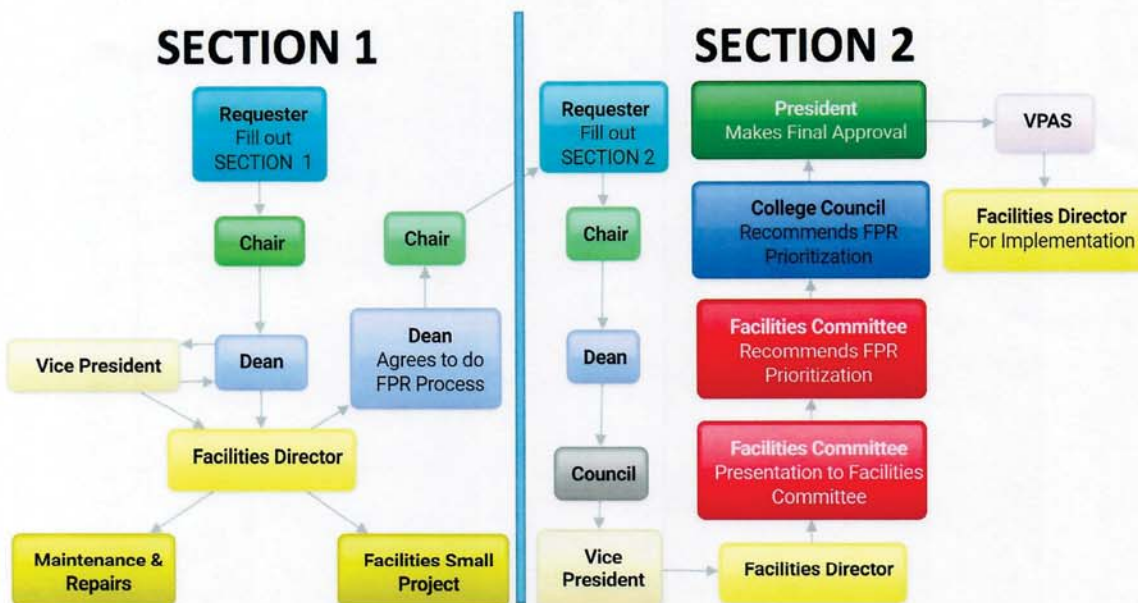 SECTION 1
Requester
Fill out
SECTION 1
Chair
Vice President
Dean
Facilities Director
Maintenance &
Repairs
Facilities Small
Project
Dean
Agrees to do
FPR Process
Chair
SECTION 2
Requester
Fill out
SECTION 2
Chair
Dean
Council
Vice
President
Facilities Director
Facilities Committee
Presentation to Facilities
Committee
Facilities Committee
Recommends FPR
Prioritization
College Council
Recommends FPR
Prioritization
President
Makes Final Approval
VPAS
Facilities Director
For Implementation